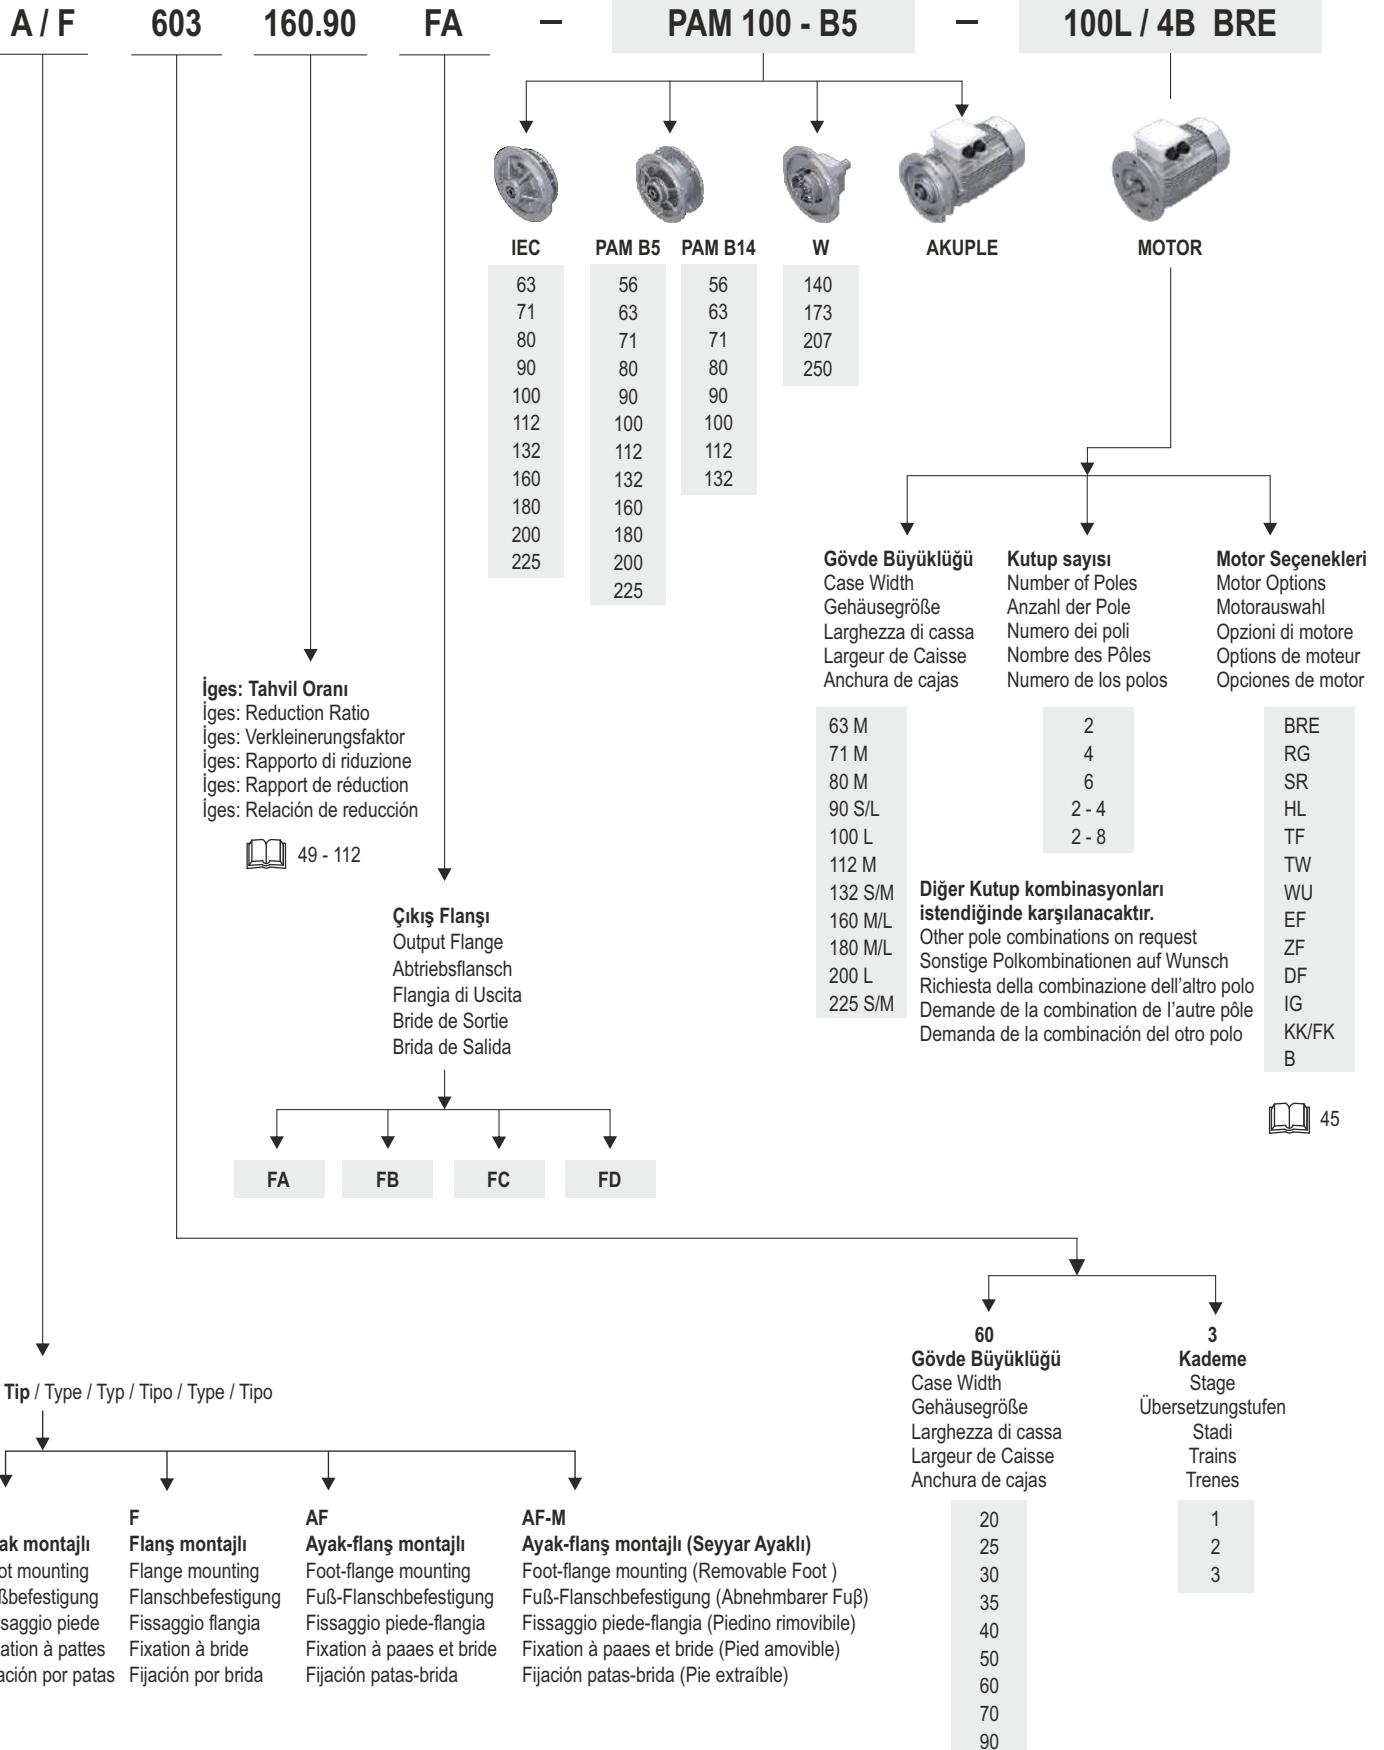 A / F 603 160.90 FA – PAM 100 - B5 – 100L / 4B BRE
IEC
63
71
80
90
100
112
132
160
180
200
225
PAM B5
56
63
71
80
90
100
112
132
160
180
200
225
PAM B14
56
63
71
80
90
100
112
132
W
140
173
207
250
AKUPLE
MOTOR
Gövde Büyüklüğü
Case Width
Gehäusegröße
Larghezza di cassa
Largeur de Caisse
Anchura de cajas
63 M
71 M
80 M
90 S/L
100 L
112 M
132 S/M
160 M/L
180 M/L
200 L
225 S/M
Kutup sayısı
Number of Poles
Anzahl der Pole
Numero dei poli
Nombre des Pôles
Numero de los polos
2
4
6
2 - 4
2 - 8
Diğer Kutup kombinasyonları
istendiğinde karşılanacaktır.
Other pole combinations on request
Sonstige Polkombinationen auf Wunsch
Richiesta della combinazione dell'altro polo
Demande de la combination de l'autre pôle
Demanda de la combinación del otro polo
Motor Seçenekleri
Motor Options
Motorauswahl
Opzioni di motore
Options de moteur
Opciones de motor
BRE
RG
SR
HL
TF
TW
WU
EF
ZF
DF
IG
KK/FK
B
45
İges: Tahvil Oranı
İges: Reduction Ratio
İges: Verkleinerungsfaktor
İges: Rapporto di riduzione
İges: Rapport de réduction
İges: Relación de reducción
49 - 112
Çıkış Flanşı
Output Flange
Abtriebsflansch
Flangia di Uscita
Bride de Sortie
Brida de Salida
FA FB FC FD
60
Gövde Büyüklüğü
Case Width
Gehäusegröße
Larghezza di cassa
Largeur de Caisse
Anchura de cajas
20
25
30
35
40
50
60
70
90
3
Kademe
Stage
Übersetzungstufen
Stadi
Trains
Trenes
1
2
3
Tip / Type / Typ / Tipo / Type / Tipo
ak montajlı
ot mounting
ßbefestigung
ssaggio piede
ation à pattes
ación por patas
F
Flanş montajlı
Flange mounting
Flanschbefestigung
Fissaggio flangia
Fixation à bride
Fijación por brida
AF
Ayak-flanş montajlı
Foot-flange mounting
Fuß-Flanschbefestigung
Fissaggio piede-flangia
Fixation à paaes et bride
Fijación patas-brida
AF-M
Ayak-flanş montajlı (Seyyar Ayaklı)
Foot-flange mounting (Removable Foot )
Fuß-Flanschbefestigung (Abnehmbarer Fuβ)
Fissaggio piede-flangia (Piedino rimovibile)
Fixation à paaes et bride (Pied amovible)
Fijación patas-brida (Pie extraíble)